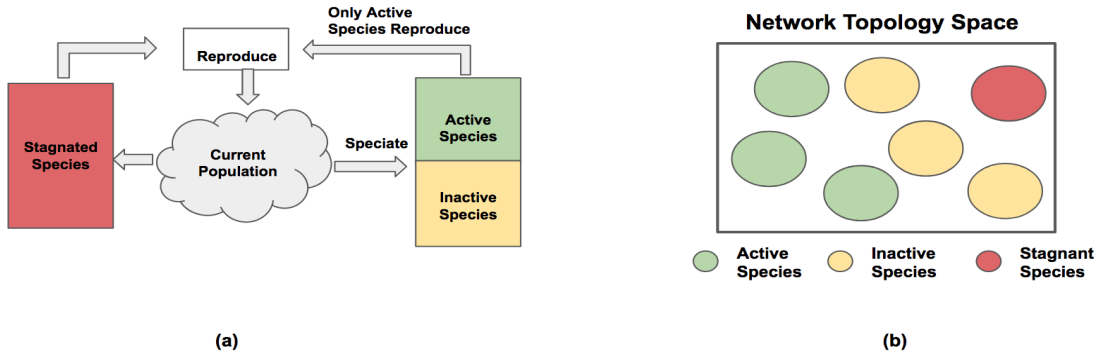 Only Active
Species Reproduce
Reproduce
Stagnated
Species
Current
Population
Speciate
Active
Species
Inactive
Species
(a)
Network Topology Space
Active
Species
Inactive
Species
Stagnant
Species
(b)